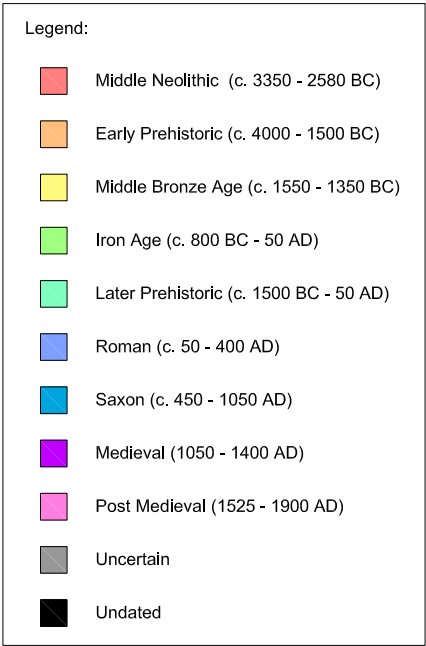 Legend:
Middle Neolithic (c. 3350 - 2580 BC)
Early Prehistoric (c. 4000 - 1500 BC)
Middle Bronze Age (c. 1550 - 1350 BC)
Iron Age (c. 800 BC - 50 AD)
Later Prehistoric (c. 1500 BC - 50 AD)
Roman (c. 50 - 400 AD)
Saxon (c. 450 - 1050 AD)
Medieval (1050 - 1400 AD)
Post Medieval (1525 - 1900 AD)
Uncertain
Undated